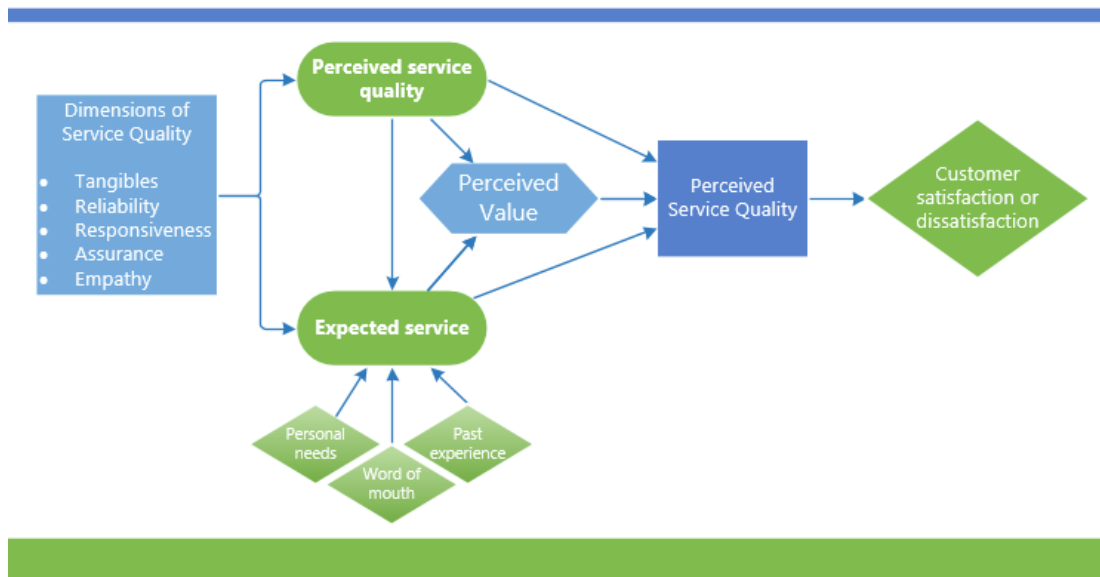 Perceived service
quality
Dimensions of
Service Quality
• Tangibles
• Reliability
• Responsiveness
• Assurance
• Empathy
Perceived
Value
Perceived
Service Quality
Customer
satisfaction or
dissatisfaction
Expected service
Personal
needs
Word of
mouth
Past
experience